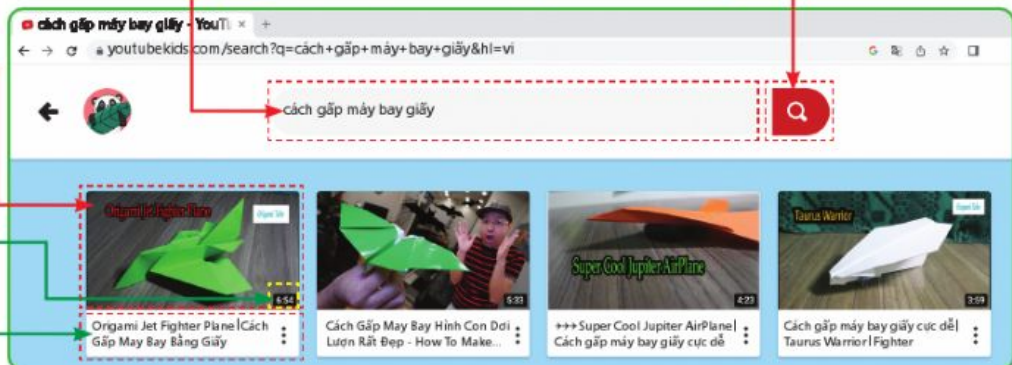 cách gấp máy bay giấy - YouTu
youtubekids.com/search?q=cách+gấp+máy+bay+giấy&hl=vi
cách gấp máy bay giấy
Origami Jet Fighter Plane
Origami Tube
6:54
5:33
Super Cool Jupiter AirPlane
4:23
Taurus Warrior
3:59
Origami Jet Fighter Plane|Cách
Gấp May Bay Bằng Giấy
Cách Gấp May Bay Hình Con Dơi
Lượn Rất Đẹp - How To Make...
+++Super Cool Jupiter AirPlane|
Cách gấp máy bay giấy cực dễ
Cách gấp máy bay giấy cực dễ|
Taurus Warrior|Fighter